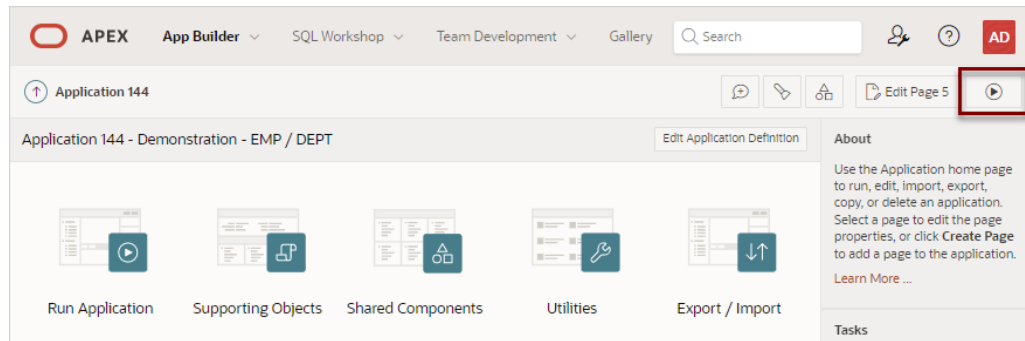 APEX App Builder SQL Workshop Team Development Gallery Search AD
Application 144 Edit Page 5
Application 144 - Demonstration - EMP / DEPT Edit Application Definition
Run Application Supporting Objects Shared Components Utilities Export / Import
About
Use the Application home page
to run, edit, import, export,
copy, or delete an application.
Select a page to edit the page
properties, or click Create Page
to add a page to the application.
Learn More ...
Tasks